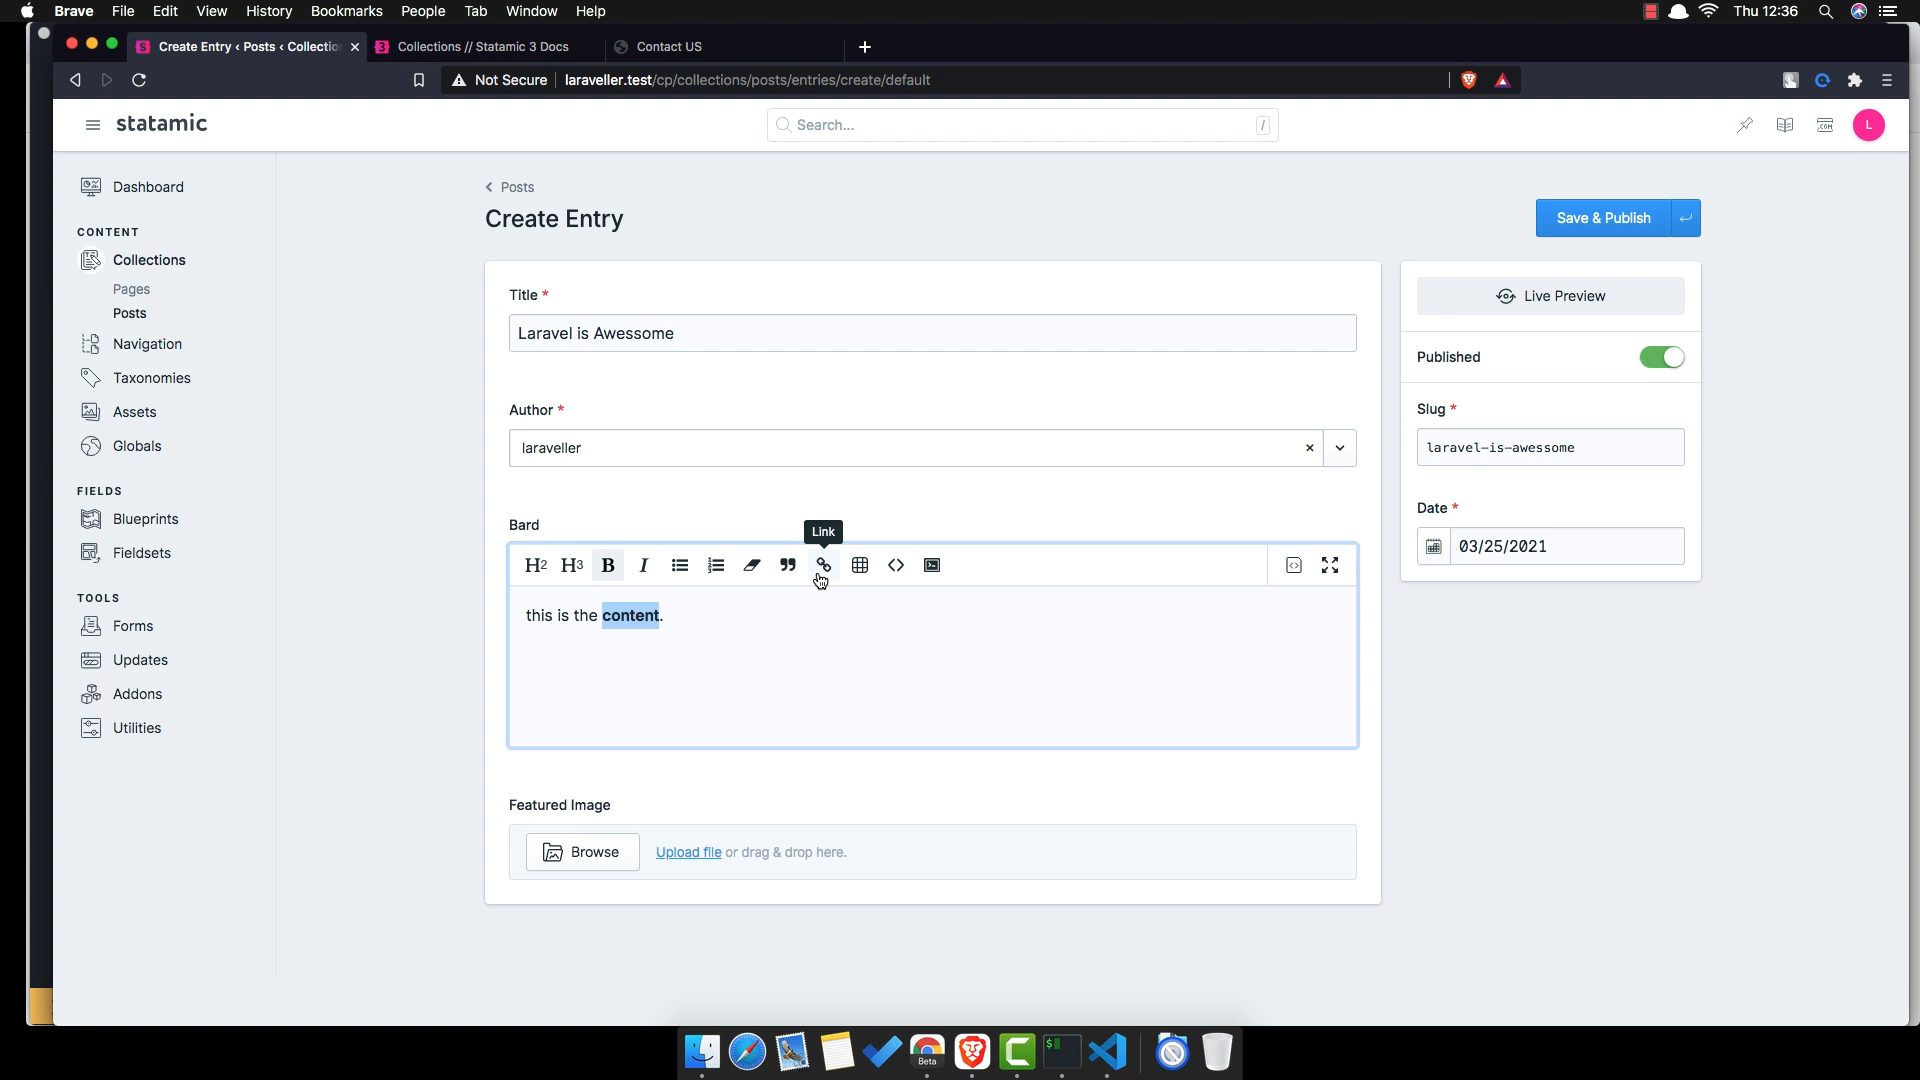 Brave File Edit View History Bookmarks People Tab Window Help Thu 12:36
Create Entry ‹ Posts ‹ Collectio
Collections // Statamic 3 Docs
Contact US
Not Secure laraveller.test/cp/collections/posts/entries/create/default
statamic
Search...
/
.COM
L
Dashboard
CONTENT
Collections
Pages
Posts
Navigation
Taxonomies
Assets
Globals
FIELDS
Blueprints
Fieldsets
TOOLS
Forms
Updates
Addons
Utilities
Posts
Create Entry
Save & Publish
Title *
Laravel is Awessome
Author *
laraveller
Bard
Link
H2 H3 B I
this is the content.
Featured Image
Browse
Upload file or drag & drop here.
Live Preview
Published
Slug *
laravel-is-awessome
Date *
03/25/2021
Beta